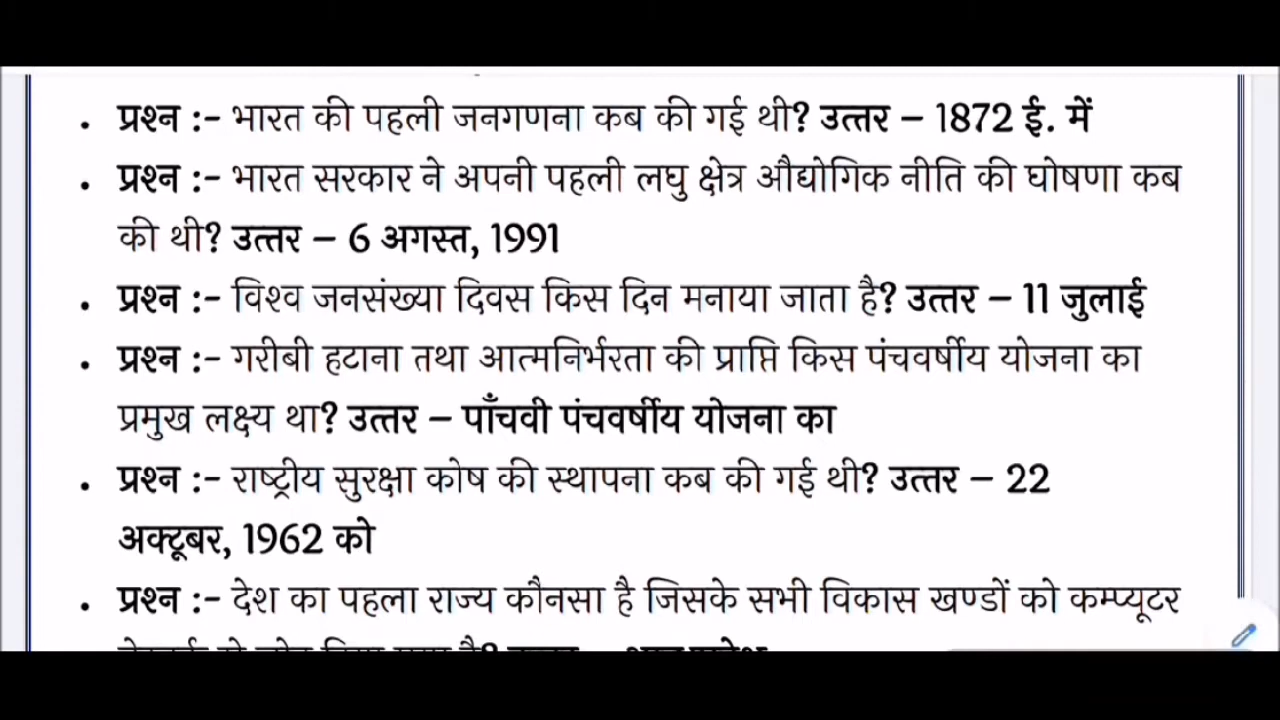 • प्रश्न :- भारत की पहली जनगणना कब की गई थी? उत्तर – 1872 ई. में
• प्रश्न :- भारत सरकार ने अपनी पहली लघु क्षेत्र औद्योगिक नीति की घोषणा कब
की थी? उत्तर – 6 अगस्त, 1991
• प्रश्न :- विश्व जनसंख्या दिवस किस दिन मनाया जाता है? उत्तर – 11 जुलाई
• प्रश्न :- गरीबी हटाना तथा आत्मनिर्भरता की प्राप्ति किस पंचवर्षीय योजना का
प्रमुख लक्ष्य था? उत्तर – पाँचवी पंचवर्षीय योजना का
• प्रश्न :- राष्ट्रीय सुरक्षा कोष की स्थापना कब की गई थी? उत्तर – 22
अक्टूबर, 1962 को
• प्रश्न :- देश का पहला राज्य कौनसा है जिसके सभी विकास खण्डों को कम्प्यूटर